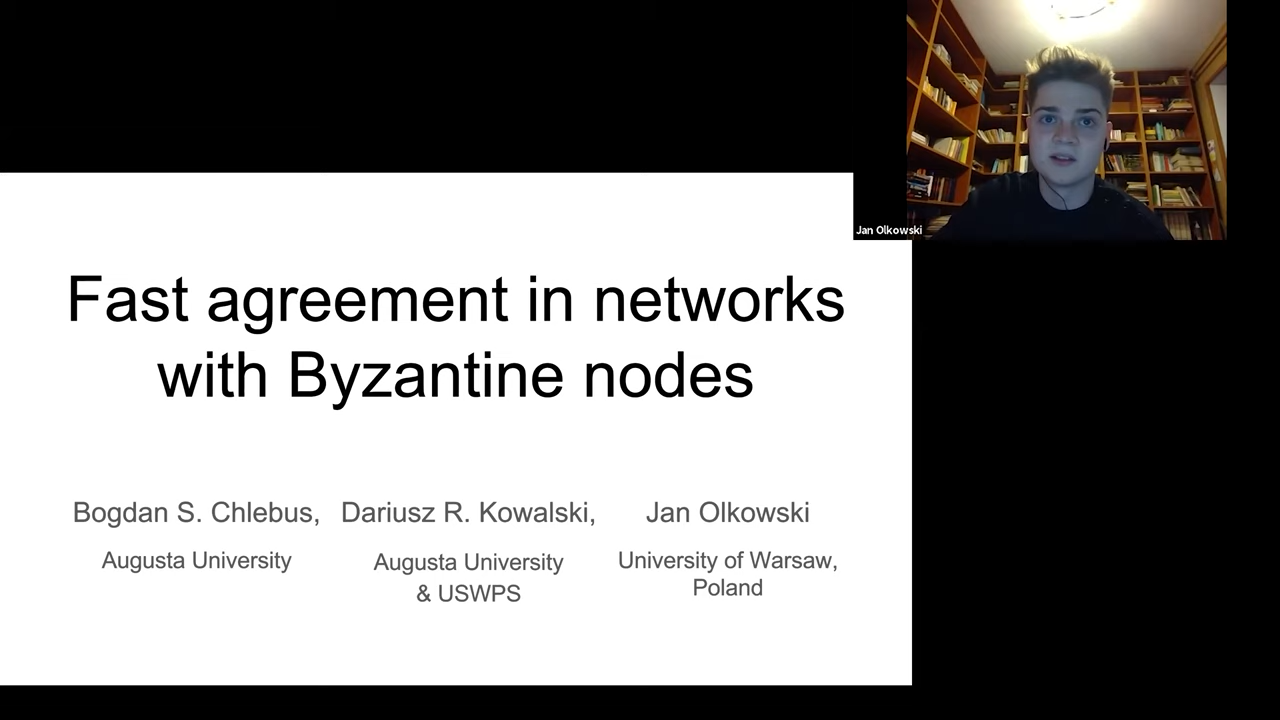 Jan Olkowski
Fast agreement in networks
with Byzantine nodes
Bogdan S. Chlebus,
Augusta University
Dariusz R. Kowalski,
Augusta University
& USWPS
Jan Olkowski
University of Warsaw,
Poland